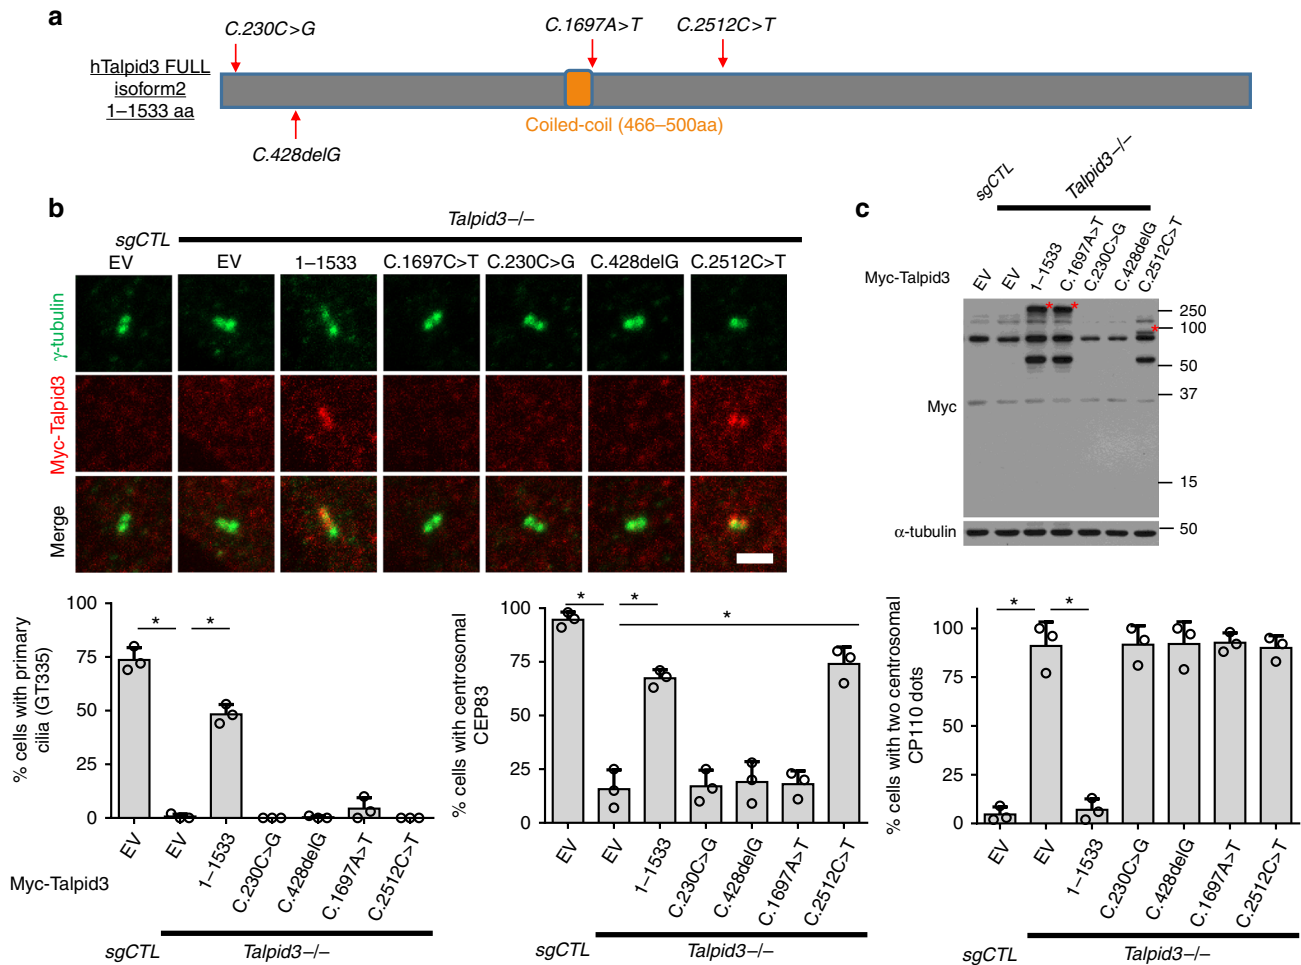 a
C.230C>G
C.1697A>T
C.2512C>T
hTalpid3 FULL
isoform2
1–1533 aa
Coiled-coil (466–500aa)
C.428delG
b
Talpid3–/–
sgCTL
EV
EV
1–1533
C.1697C>T
C.230C>G
C.428delG
C.2512C>T
γ-tubulin
Myc-Talpid3
Merge
c
sgCTL
Talpid3–/–
Myc-Talpid3
EV
EV
1–1533
C.1697A>T
C.230C>G
C.428delG
C.2512C>T
*
*
*
250
100
50
37
15
Myc
α-tubulin
50
% cells with primary
cilia (GT335)
100
75
50
25
0
*
*
EV
EV
1–1533
C.230C>G
C.428delG
C.1697A>T
C.2512C>T
Myc-Talpid3
sgCTL
Talpid3–/–
% cells with centrosomal
CEP83
100
75
50
25
0
*
*
*
EV
EV
1–1533
C.230C>G
C.428delG
C.1697A>T
C.2512C>T
sgCTL
Talpid3–/–
% cells with two centrosomal
CP110 dots
100
75
50
25
0
*
*
EV
EV
1–1533
C.230C>G
C.428delG
C.1697A>T
C.2512C>T
sgCTL
Talpid3–/–